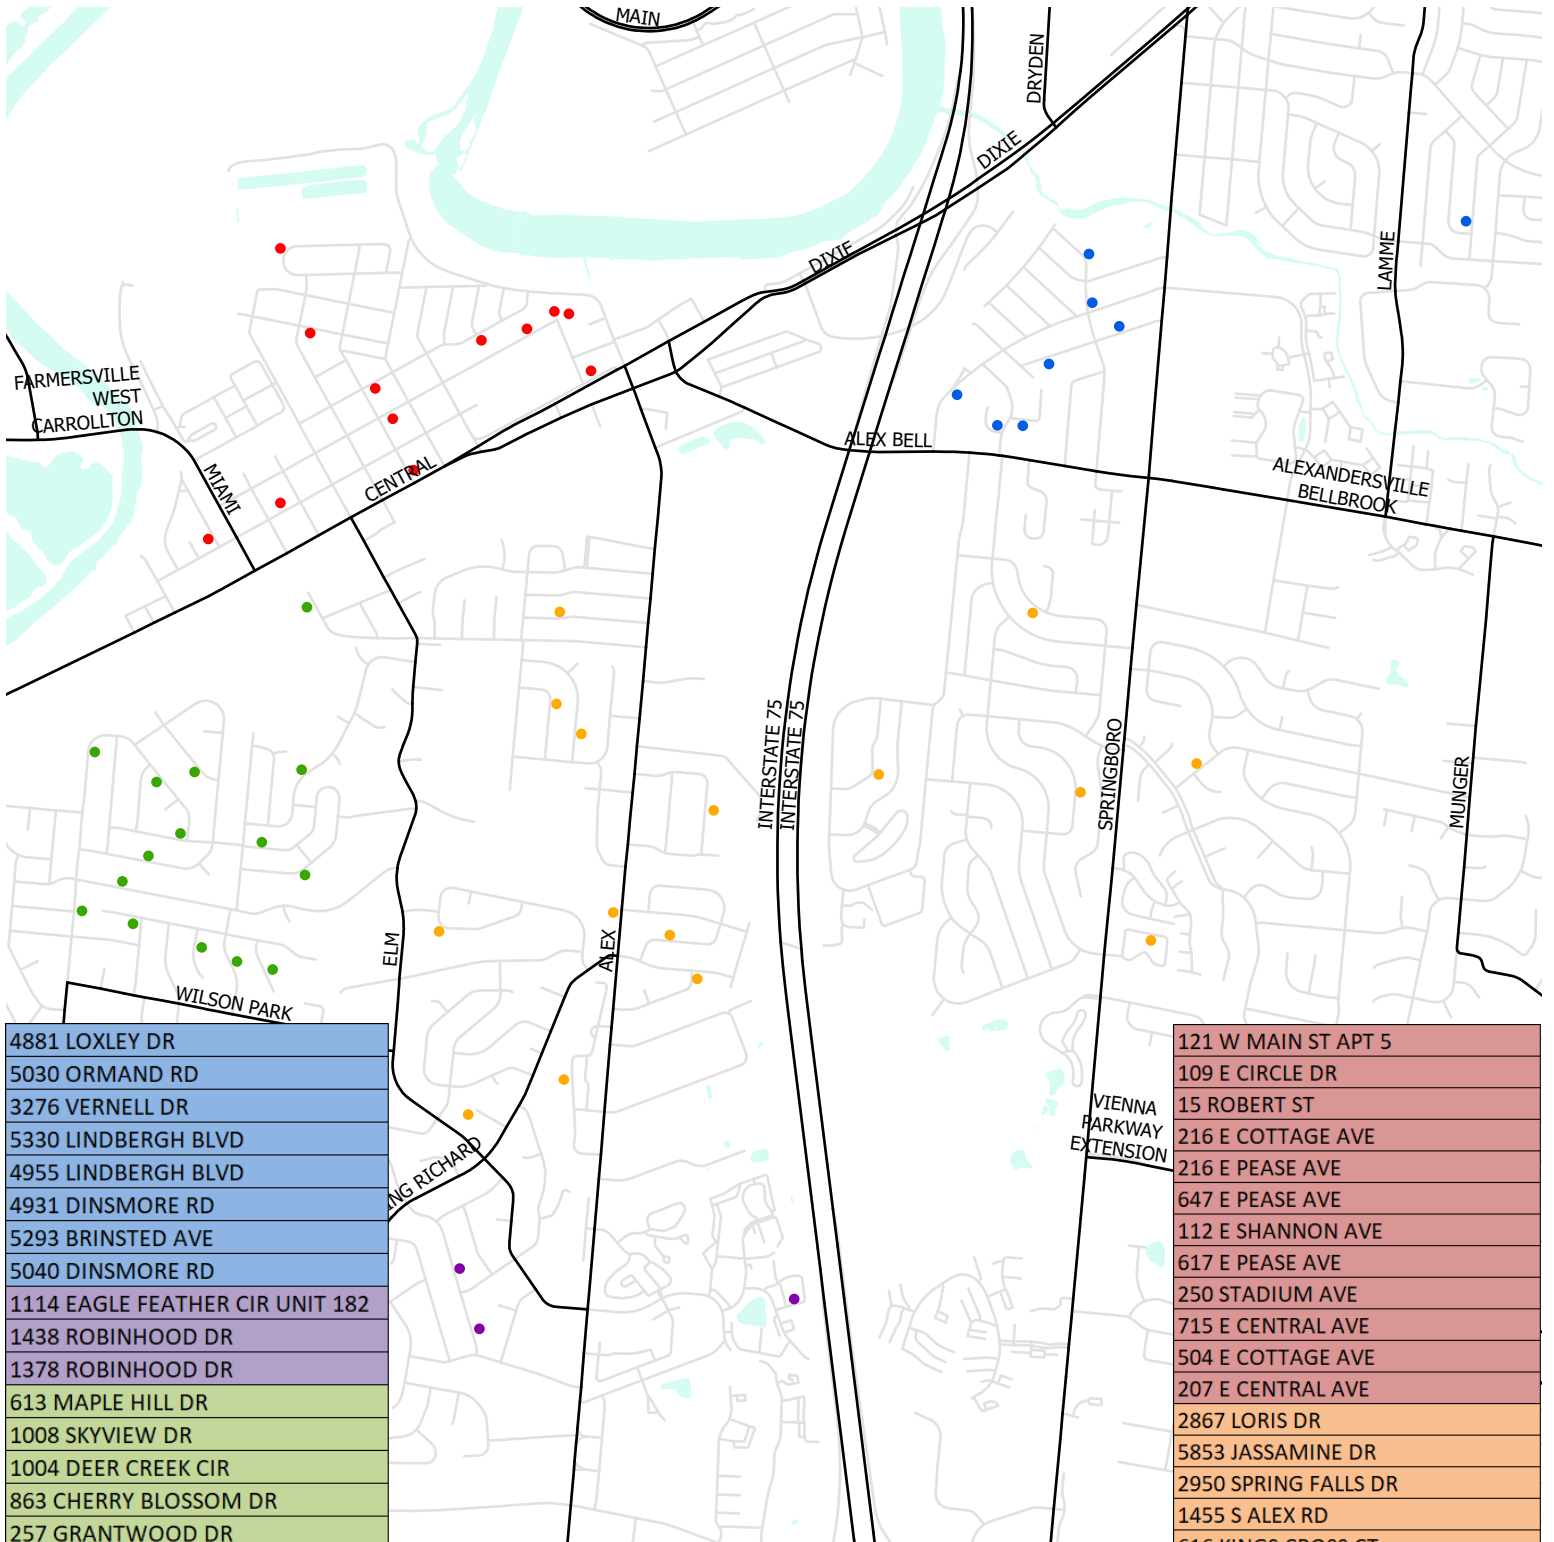 MAIN
DRYDEN
DIXIE
DIXIE
LAMME
FARMERSVILLE
WEST
CARROLLTON
MIAMI
CENTRAL
ALEX BELL
ALEXANDERSVILLE
BELLBROOK
INTERSTATE 75
INTERSTATE 75
SPRINGBORO
MUNGER
ELM
ALEX
WILSON PARK
VIENNA
PARKWAY
EXTENSION
ING RICHARD
4881 LOXLEY DR
5030 ORMAND RD
3276 VERNELL DR
5330 LINDBERGH BLVD
4955 LINDBERGH BLVD
4931 DINSMORE RD
5293 BRINSTED AVE
5040 DINSMORE RD
1114 EAGLE FEATHER CIR UNIT 182
1438 ROBINHOOD DR
1378 ROBINHOOD DR
613 MAPLE HILL DR
1008 SKYVIEW DR
1004 DEER CREEK CIR
863 CHERRY BLOSSOM DR
257 GRANTWOOD DR
121 W MAIN ST APT 5
109 E CIRCLE DR
15 ROBERT ST
216 E COTTAGE AVE
216 E PEASE AVE
647 E PEASE AVE
112 E SHANNON AVE
617 E PEASE AVE
250 STADIUM AVE
715 E CENTRAL AVE
504 E COTTAGE AVE
207 E CENTRAL AVE
2867 LORIS DR
5853 JASSAMINE DR
2950 SPRING FALLS DR
1455 S ALEX RD